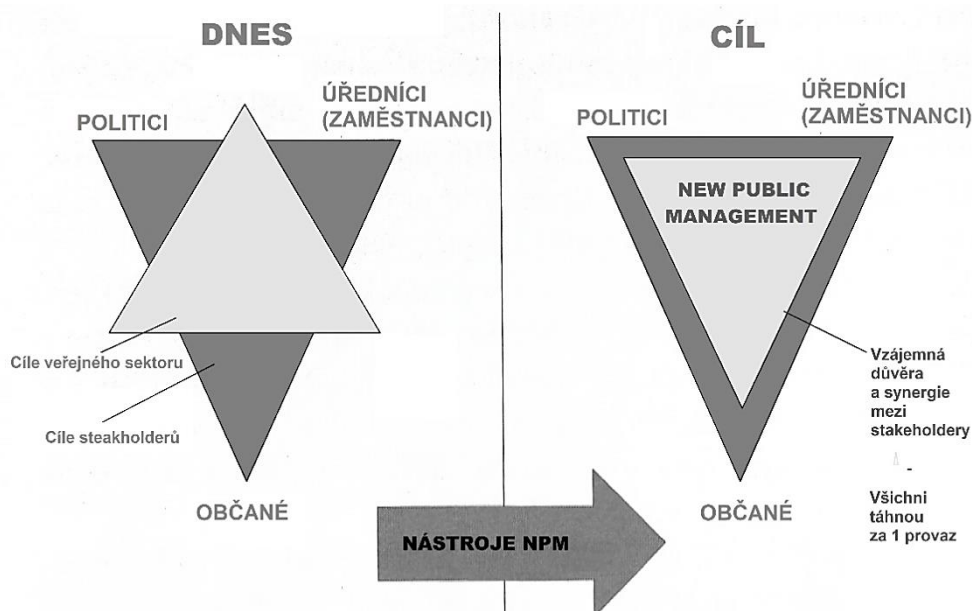 DNES
POLITICI
ÚŘEDNÍCI
(ZAMĚSTNANCI)
Cíle veřejného sektoru
Cíle steakholderů
OBČANÉ
NÁSTROJE NPM
CÍL
POLITICI
ÚŘEDNÍCI
(ZAMĚSTNANCI)
NEW PUBLIC
MANAGEMENT
Vzájemná
důvěra
a synergie
mezi
stakeholdery
-
Všichni
táhnou
za 1 provaz
OBČANÉ